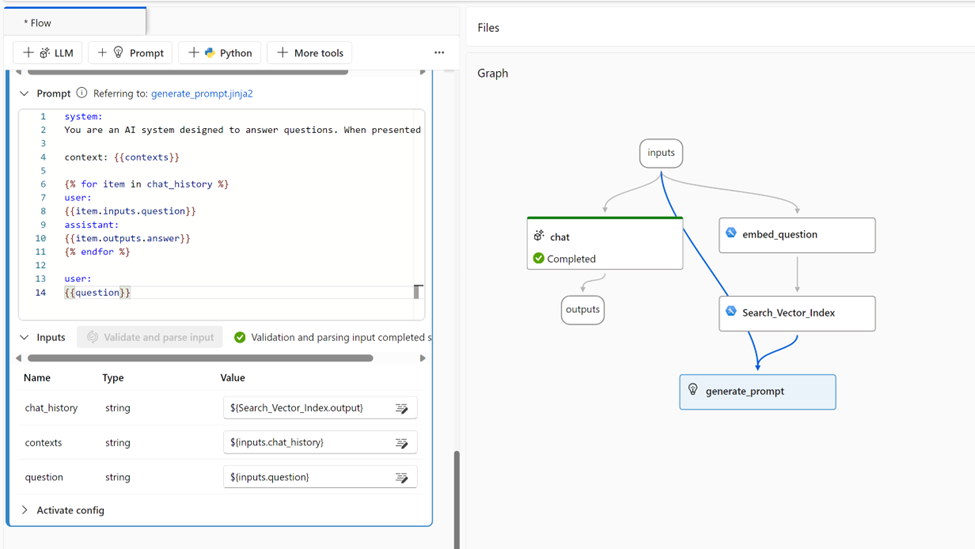 * Flow
+ LLM + Prompt + Python + More tools ...
Prompt Referring to: generate_prompt.jinja2
1 system:
2 You are an AI system designed to answer questions. When presented
3
4 context: {{contexts}}
5
6 {% for item in chat_history %}
7 user:
8 {{item.inputs.question}}
9 assistant:
10 {{item.outputs.answer}}
11 {% endfor %}
12
13 user:
14 {{question}}
Inputs Validate and parse input Validation and parsing input completed s
Name Type Value
chat_history string ${Search_Vector_Index.output}
contexts string ${inputs.chat_history}
question string ${inputs.question}
Activate config
Files
Graph
inputs
chat
Completed
embed_question
outputs
Search_Vector_Index
generate_prompt